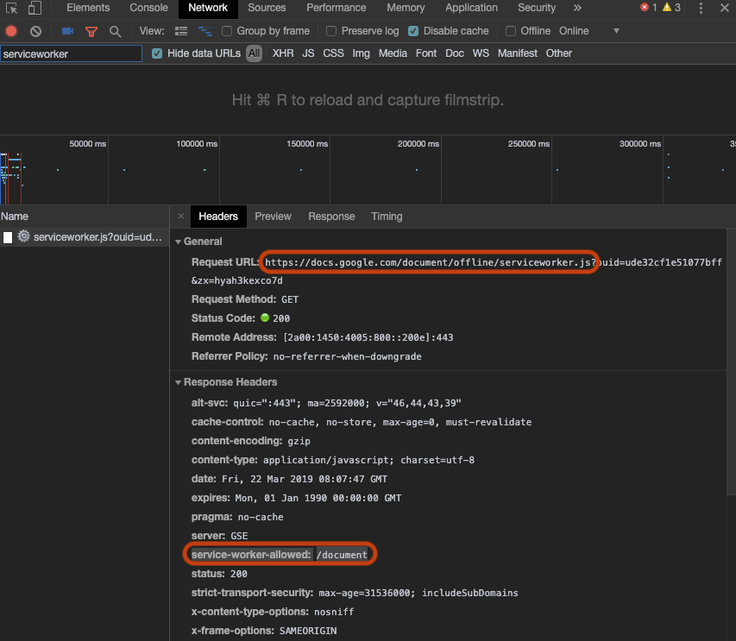 Elements Console Network Sources Performance Memory Application Security » 1 3
View: Group by frame Preserve log Disable cache Offline Online
serviceworker Hide data URLs All XHR JS CSS Img Media Font Doc WS Manifest Other
Hit ⌘ R to reload and capture filmstrip.
50000 ms 100000 ms 150000 ms 200000 ms 250000 ms 300000 ms 35
Name × Headers Preview Response Timing
serviceworker.js?ouid=ud…
General
Request URL: https://docs.google.com/document/offline/serviceworker.js?ouid=ude32cf1e51077bff
&zx=hyah3kexco7d
Request Method: GET
Status Code: 200
Remote Address: [2a00:1450:4005:800::200e]:443
Referrer Policy: no-referrer-when-downgrade
Response Headers
alt-svc: quic=":443"; ma=2592000; v="46,44,43,39"
cache-control: no-cache, no-store, max-age=0, must-revalidate
content-encoding: gzip
content-type: application/javascript; charset=utf-8
date: Fri, 22 Mar 2019 08:07:47 GMT
expires: Mon, 01 Jan 1990 00:00:00 GMT
pragma: no-cache
server: GSE
service-worker-allowed: /document
status: 200
strict-transport-security: max-age=31536000; includeSubDomains
x-content-type-options: nosniff
x-frame-options: SAMEORIGIN